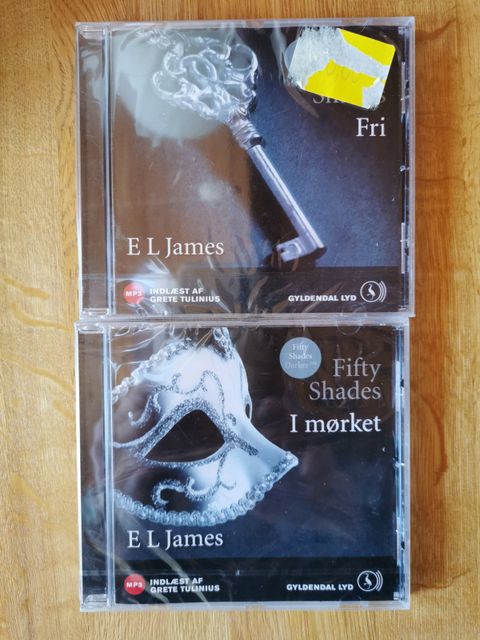 Fri
E L James
MP3
INDLÆST AF
GRETE TULINIUS
GYLDENDAL LYD
Fifty
Shades
Darker
Fifty
Shades
I mørket
E L James
MP3
INDLÆST AF
GRETE TULINIUS
GYLDENDAL LYD